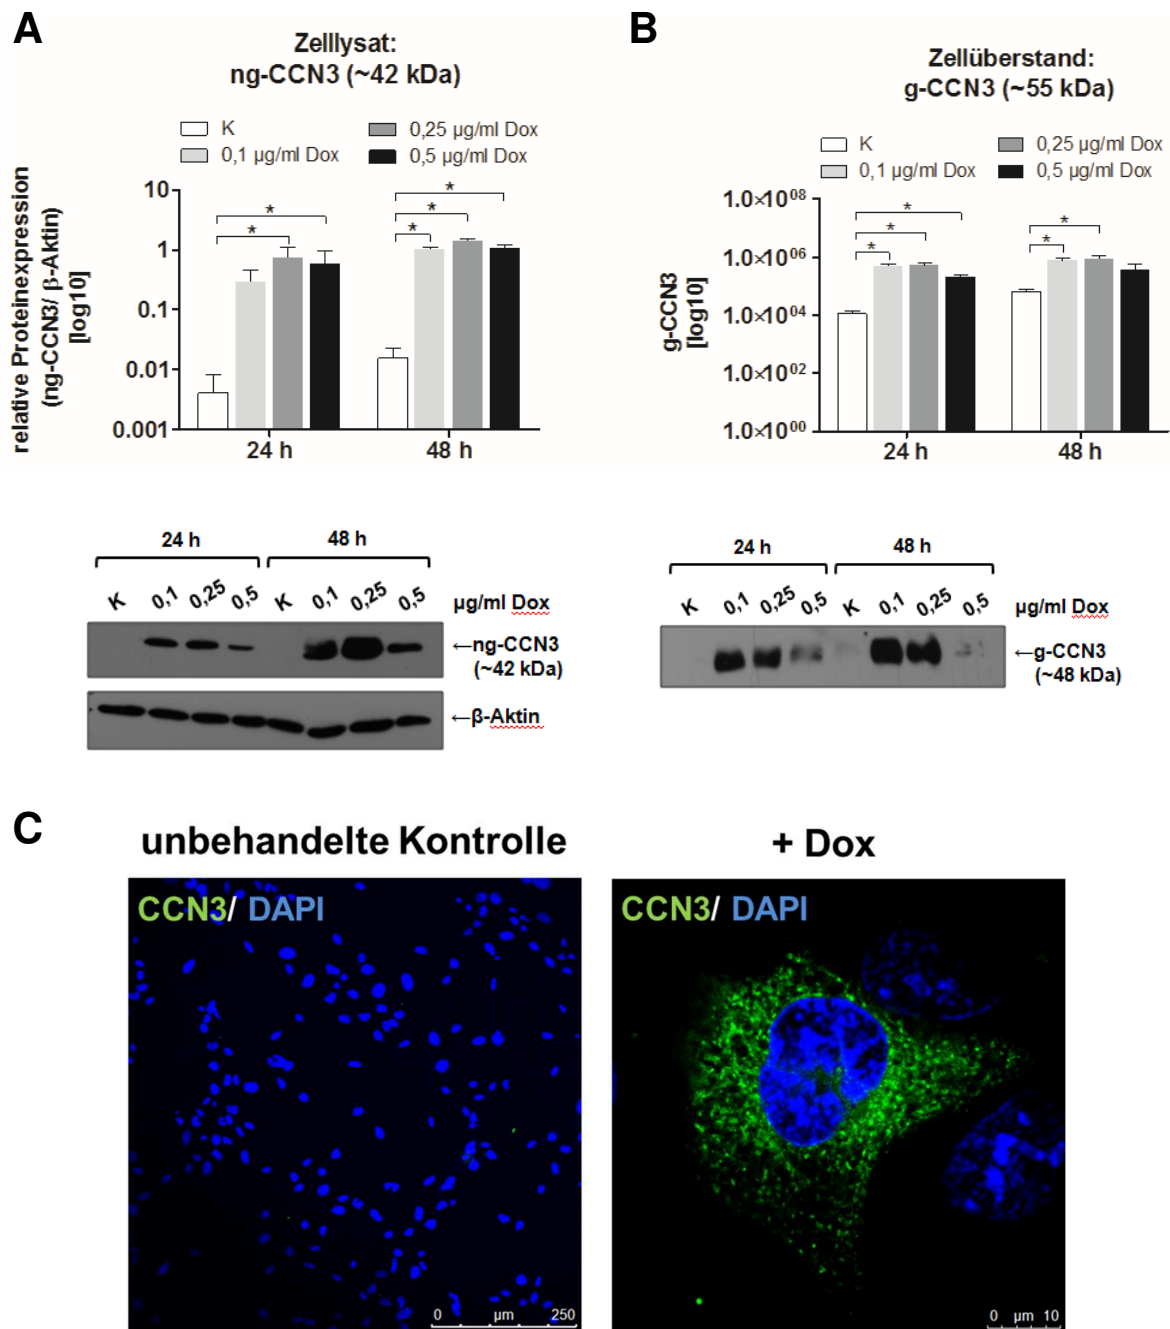 A
Zelllysat:
ng-CCN3 (~42 kDa)
K
0,25 µg/ml Dox
0,1 µg/ml Dox
0,5 µg/ml Dox
relative Proteinexpression
(ng-CCN3/ β-Aktin)
[log10]
10
1
0.1
0.01
0.001
* * * * *
24 h
48 h
B
Zellüberstand:
g-CCN3 (~55 kDa)
K
0,25 µg/ml Dox
0,1 µg/ml Dox
0,5 µg/ml Dox
g-CCN3
[log10]
1.0×10^08
1.0×10^06
1.0×10^04
1.0×10^02
1.0×10^00
* * * * *
24 h
48 h
24 h
48 h
K 0,1 0,25 0,5 K 0,1 0,25 0,5 µg/ml Dox
←ng-CCN3
(~42 kDa)
←β-Aktin
24 h
48 h
K 0,1 0,25 0,5 K 0,1 0,25 0,5 µg/ml Dox
←g-CCN3
(~48 kDa)
C
unbehandelte Kontrolle
+ Dox
CCN3/ DAPI
CCN3/ DAPI
0 µm 250
0 µm 10